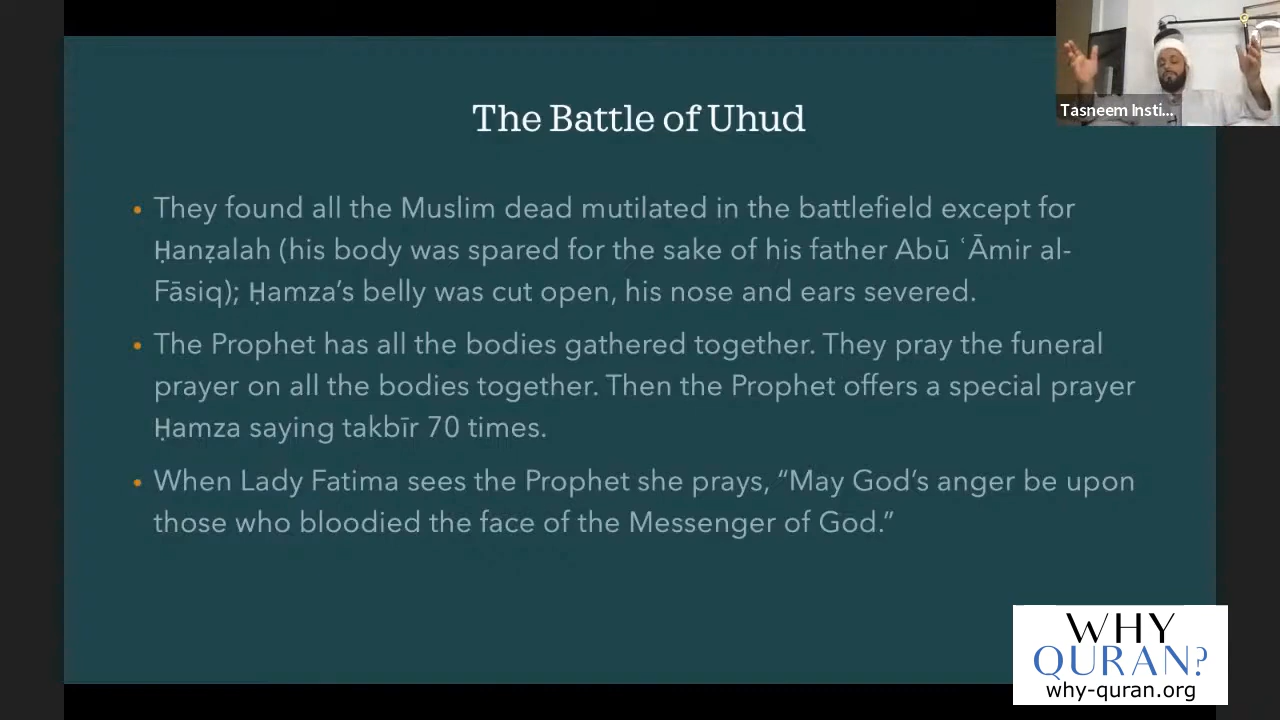 The Battle of Uhud
Tasneem Insti...
• They found all the Muslim dead mutilated in the battlefield except for
Ḥanẓalah (his body was spared for the sake of his father Abū ʿĀmir al-
Fāsiq); Ḥamza’s belly was cut open, his nose and ears severed.
• The Prophet has all the bodies gathered together. They pray the funeral
prayer on all the bodies together. Then the Prophet offers a special prayer
Ḥamza saying takbīr 70 times.
• When Lady Fatima sees the Prophet she prays, “May God’s anger be upon
those who bloodied the face of the Messenger of God.”
WHY
QURAN?
why-quran.org